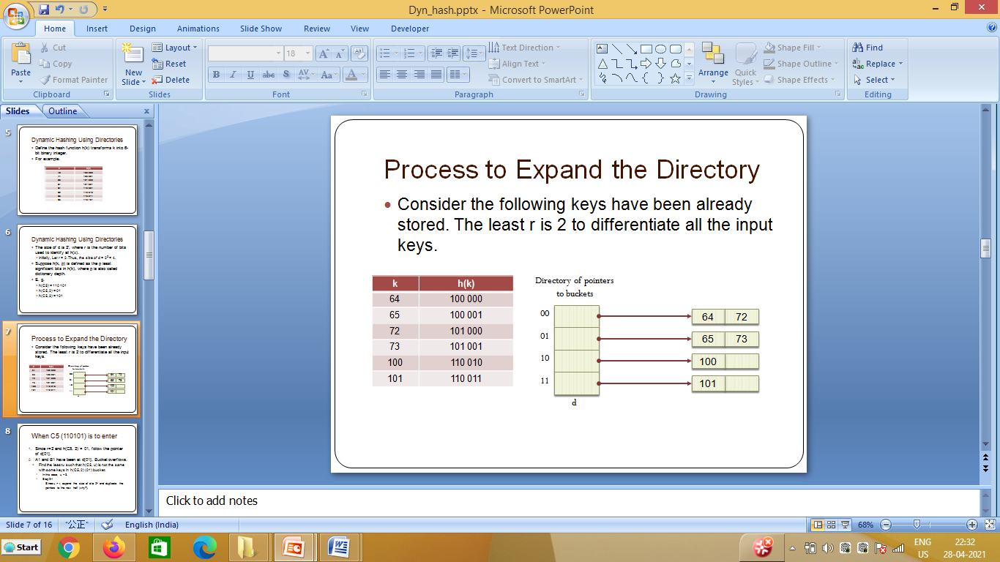 Dyn_hash.pptx - Microsoft PowerPoint
Home Insert Design Animations Slide Show Review View Developer
Paste
Cut
Copy
Format Painter
Clipboard
New
Slide
Layout
Reset
Delete
Slides
18
B I U abe S AV Aa A
Font
Text Direction
Align Text
Convert to SmartArt
Paragraph
Arrange
Quick
Styles
Shape Fill
Shape Outline
Shape Effects
Drawing
Find
Replace
Select
Editing
Slides Outline x
5
Dynamic Hashing Using Directories
Define the hash function h(k) transforms k into 6-
bit binary integer.
For example:
6
Dynamic Hashing Using Directories
The size of d is 2ʳ, where r is the number of bits
used to identify all h(x).
Initially, Let r = 2. Thus, the size of d = 2² = 4.
Suppose h(k, p) is defined as the p least
significant bits in h(k), where p is also called
dictionary depth.
E. g.
h(C5) = 110 101
h(C5, 2) = 01
h(C5, 3) = 101
7
Process to Expand the Directory
Consider the following keys have been already
stored. The least r is 2 to differentiate all the input
keys.
8
When C5 (110101) is to enter
1. Since r=2 and h(C5, 2) = 01, follow the pointer
of d[01].
2. A1 and B1 have been at d[01]. Bucket overflows.
Find the least u such that h(C5, u) is not the same
with some keys in h(C5, 2) (01) bucket.
In this case, u = 3.
Since u > r, expand the size of d to 2ᵘ and duplicate the
pointers to the new half (why?).
Process to Expand the Directory
Consider the following keys have been already
stored. The least r is 2 to differentiate all the input
keys.
k h(k)
64 100 000
65 100 001
72 101 000
73 101 001
100 110 010
101 110 011
Directory of pointers
to buckets
00 64 72
01 65 73
10 100
11 101
d
Click to add notes
Slide 7 of 16 "公正" English (India) 68%
Start
ENG
US
22:32
28-04-2021